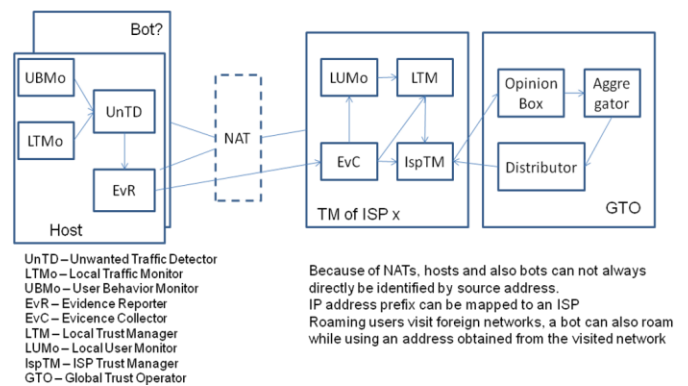 Bot?
UBMo
LTMo
UnTD
EvR
Host
NAT
LUMo
LTM
EvC
IspTM
TM of ISP x
Opinion
Box
Aggre
gator
Distributor
GTO
UnTD – Unwanted Traffic Detector
LTMo – Local Traffic Monitor
UBMo – User Behavior Monitor
EvR – Evidence Reporter
EvC – Evicence Collector
LTM – Local Trust Manager
LUMo – Local User Monitor
IspTM – ISP Trust Manager
GTO – Global Trust Operator
Because of NATs, hosts and also bots can not always
directly be identified by source address.
IP address prefix can be mapped to an ISP
Roaming users visit foreign networks, a bot can also roam
while using an address obtained from the visited network